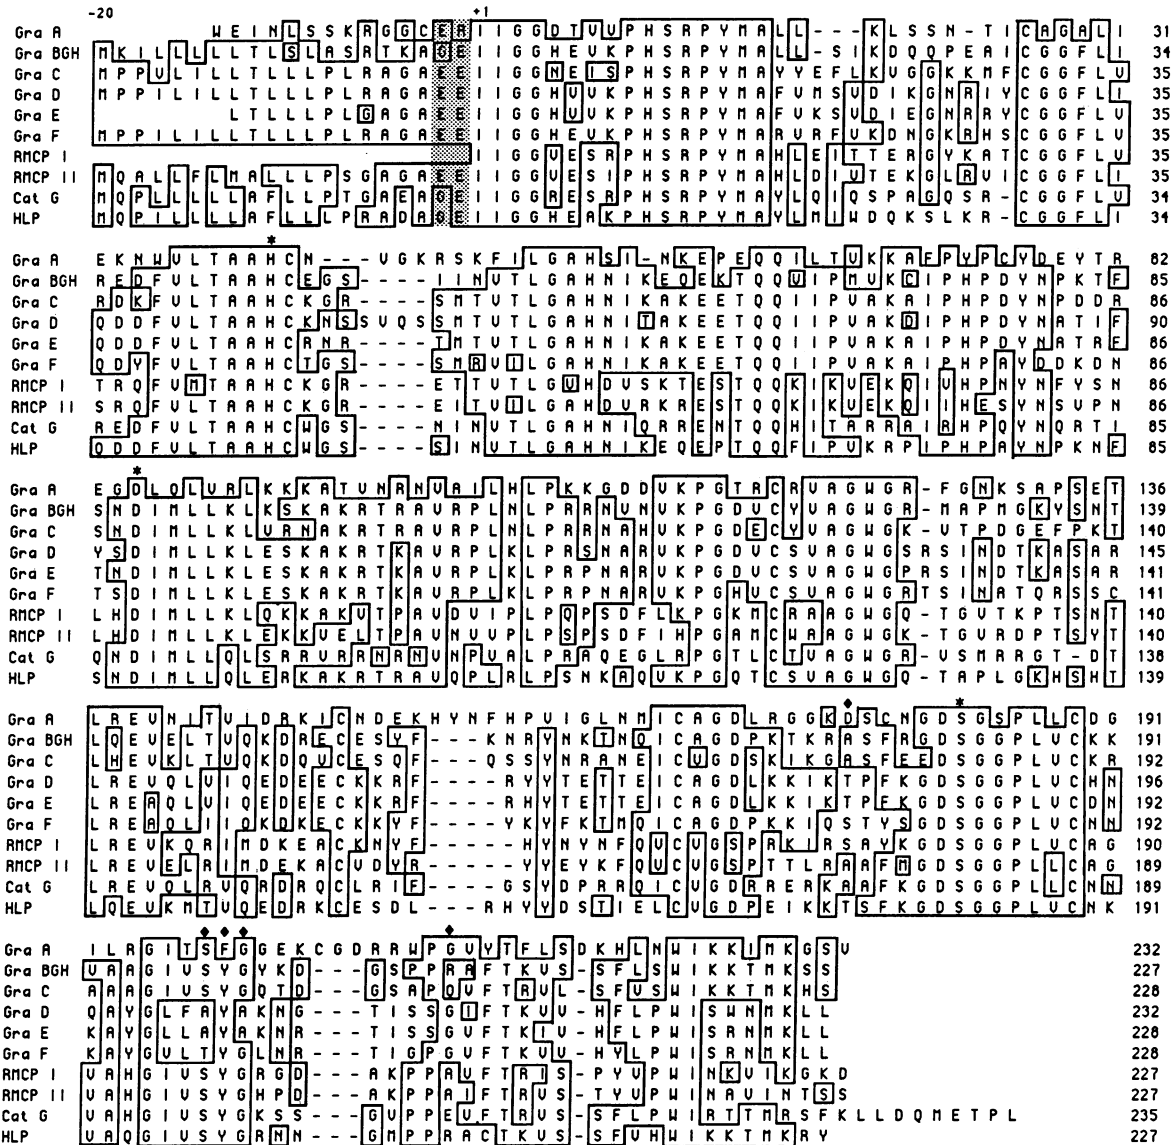 -20 +1
Gra A W E I N L S S K R G G C E A I I G G D T V V P H S R P Y M A L L - - - K L S S N - T I C A G A L I 31
Gra BGH M K I L L L L L T L S L A S R T K A G E I I G G H E V K P H S R P Y M A L L - S I K D Q Q P E A I C G G F L I 34
Gra C M P P V L I L L T L L L P L R A G A E E I I G G N E I S P H S R P Y M A Y Y E F L K V G G K K M F C G G F L V 35
Gra D M P P I L I L L T L L L P L R A G A E E I I G G H V V K P H S R P Y M A F V M S V D I K G N R I Y C G G F L I 35
Gra E L T L L L P L G A G A E E I I G G H V V K P H S R P Y M A F V K S V D I E G N R R Y C G G F L V 35
Gra F M P P I L I L L T L L L P L R A G A E E I I G G H E V K P H S R P Y M A R V R F V K D N G K R H S C G G F L V 35
RMCP I I I G G V E S R P H S R P Y M A H L E I T T E R G Y K A T C G G F L V 35
RMCP II M Q A L L F L M A L L L P S G A G A E E I I G G V E S I P H S R P Y M A H L D I V T E K G L R V I C G G F L I 35
Cat G M Q P L L L L L A F L L P T G A E A G E I I G G R E S R P H S R P Y M A Y L Q I Q S P A G Q S R - C G G F L V 34
HLP M Q P I L L L L A F L L L P R A D A G E I I G G H E A K P H S R P Y M A Y L M I W D Q K S L K R - C G G F L I 34
*
Gra A E K N W V L T A A H C N - - - V G K R S K F I L G A H S I - N K E P E Q Q I L T V K K A F P Y P C Y D E Y T R 82
Gra BGH R E D F V L T A A H C E G S - - - - I I N V T L G A H N I K E Q E K T Q Q V I P M V K C I P H P D Y N P K T F 85
Gra C R D K F V L T A A H C K G R - - - - S M T V T L G A H N I K A K E E T Q Q I I P V A K A I P H P D Y N P D D R 86
Gra D Q D D F V L T A A H C K N S S V Q S S M T V T L G A H N I T A K E E T Q Q I I P V A K D I P H P D Y N A T I F 90
Gra E Q D D F V L T A A H C R N R - - - - T M T V T L G A H N I K A K E E T Q Q I I P V A K A I P H P D Y N A T R F 86
Gra F Q D Y F V L T A A H C T G S - - - - S M R V I L G A H N I K A K E E T Q Q I I P V A K A I P H P A Y D D K D N 86
RMCP I T R Q F V M T A A H C K G R - - - - E T T V T L G V H D V S K T E S T Q Q K I K V E K Q I V H P N Y N F Y S N 86
RMCP II S R Q F V L T A A H C K G R - - - - E I T V I L G A H D V R K R E S T Q Q K I K V E K Q I I H E S Y N S V P N 86
Cat G R E D F V L T A A H C W G S - - - - N I N V T L G A H N I Q R R E N T Q Q H I T A R R A I R H P Q Y N Q R T I 85
HLP Q D D F V L T A A H C W G S - - - - S I N V T L G A H N I K E Q E P T Q Q F I P V K R P I P H P A Y N P K N F 85
*
Gra A E G D L Q L V R L K K K A T V N R N V A I L H L P K K G D D V K P G T R C R V A G W G R - F G N K S A P S E T 136
Gra BGH S N D I M L L K L K S K A K R T R A V R P L N L P R R N V N V K P G D V C Y V A G W G R - M A P M G K Y S N T 139
Gra C S N D I M L L K L V R N A K R T R A V R P L N L P R R N A H V K P G D E C Y V A G W G K - V T P D G E F P K T 140
Gra D Y S D I M L L K L E S K A K R T K A V R P L K L P R S N A R V K P G D V C S V A G W G S R S I N D T K A S A R 145
Gra E T N D I M L L K L E S K A K R T K A V R P L K L P R P N A R V K P G D V C S V A G W G P R S I N D T K A S A R 141
Gra F T S D I M L L K L E S K A K R T K A V R P L K L P R P N A R V K P G H V C S V A G W G R T S I N A T Q R S S C 141
RMCP I L H D I M L L K L Q K K A K V T P A V D V I P L P Q P S D F L K P G K M C R A A G W G Q - T G V T K P T S N T 140
RMCP II L H D I M L L K L E K K V E L T P A V N V V P L P S P S D F I H P G A M C W A A G W G K - T G V R D P T S Y T 140
Cat G Q N D I M L L Q L S R R V R R N R N V N P V A L P R A Q E G L R P G T L C T V A G W G R - V S M R R G T - D T 138
HLP S N D I M L L Q L E R K A K R T R A V Q P L R L P S N K A Q V K P G Q T C S V A G W G Q - T A P L G K H S H T 139
♦ *
Gra A L R E V N I T V I D R K I C N D E K H Y N F H P V I G L N M I C A G D L R G G K D S C N G D S G S P L L C D G 191
Gra BGH L Q E V E L T V Q K D R E C E S Y F - - - K N R Y N K T N Q I C A G D P K T K R A S F R G D S G G P L V C K K 191
Gra C L H E V K L T V Q K D Q V C E S Q F - - - Q S S Y N R A N E I C V G D S K I K G A S F E E D S G G P L V C K R 192
Gra D L R E V Q L V I Q E D E E C K K R F - - - R Y Y T E T T E I C A G D L K K I K T P F K G D S G G P L V C H N 196
Gra E L R E A Q L V I Q E D E E C K K R F - - - R H Y T E T T E I C A G D L K K I K T P F K G D S G G P L V C D N 192
Gra F L R E A Q L I I Q K D K E C K K Y F - - - Y K Y F K T M Q I C A G D P K K I Q S T Y S G D S G G P L V C N N 192
RMCP I L R E V K Q R I M D K E A C K N Y F - - - H Y N Y N F Q V C V G S P R K I R S A Y K G D S G G P L V C A G 190
RMCP II L R E V E L R I M D E K A C V D Y R - - - Y Y E Y K F Q V C V G S P T T L R A A F M G D S G G P L L C A G 189
Cat G L R E V Q L R V Q R D R Q C L R I F - - - G S Y D P R R Q I C V G D R R E R K A A F K G D S G G P L L C N N 189
HLP L Q E V K M T V Q E D R K C E S D L - - - R H Y Y D S T I E L C V G D P E I K K T S F K G D S G G P L V C N K 191
♦ ♦ ♦ ♦
Gra A I L R G I T S F G G E K C G D R R W P G V Y T F L S D K H L N W I K K I M K G S V 232
Gra BGH V A A G I V S Y G Y K D - - - G S P P R A F T K V S - S F L S W I K K T M K S S 227
Gra C A A A G I V S Y G Q T D - - - G S A P Q V F T R V L - S F V S W I K K T M K H S 228
Gra D Q A Y G L F A Y A K N G - - - T I S S G I F T K V V - H F L P W I S W N M K L L 232
Gra E K A Y G L L A Y A K N R - - - T I S S G V F T K I V - H F L P W I S R N M K L L 228
Gra F K A Y G V L T Y G L N R - - - T I G P G V F T K V V - H Y L P W I S R N M K L L 228
RMCP I V A H G I V S Y G R G D - - - A K P P A V F T R I S - P Y V P W I N K V I K G K D 227
RMCP II V A H G I V S Y G H P D - - - A K P P A I F T R V S - T Y V P W I N A V I N T S S 227
Cat G V A H G I V S Y G K S S - - - G V P P E V F T R V S - S F L P W I R T T M R S F K L L D Q M E T P L 235
HLP V A Q G I V S Y G R N N - - - G M P P R A C T K V S - S F V H W I K K T M K R Y 227